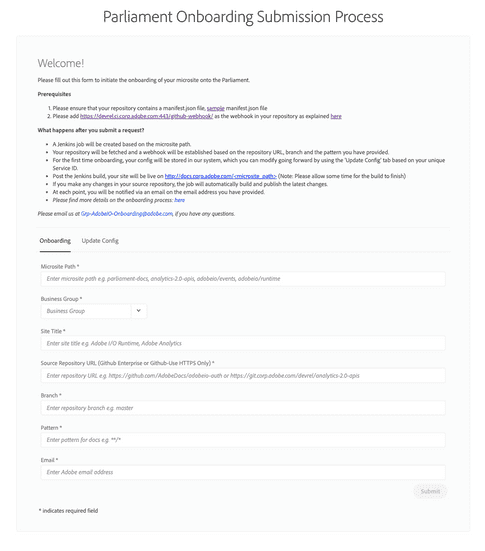 Parliament Onboarding Submission Process
Welcome!
Please fill out this form to initiate the onboarding of your microsite onto the Parliament.
Prerequisites
1. Please ensure that your repository contains a manifest.json file, sample manifest.json file
2. Please add https://devrel.ci.corp.adobe.com:443/github-webhook/ as the webhook in your repository as explained here
What happens after you submit a request?
• A Jenkins job will be created based on the microsite path.
• Your repository will be fetched and a webhook will be established based on the repository URL, branch and the pattern you have provided.
• For the first time onboarding, your config will be stored in our system, which you can modify going forward by using the 'Update Config' tab based on your unique
Service ID.
• Post the Jenkins build, your site will be live on http://docs.corp.adobe.com/<microsite_path> (Note: Please allow some time for the build to finish)
• If you make any changes in your source repository, the job will automatically build and publish the latest changes.
• At each point, you will be notified via an email on the email address you have provided.
• Please find more details on the onboarding process here
Please email us at Grp-AdobeIO-Onboarding@adobe.com, if you have any questions.
Onboarding Update Config
Microsite Path *
Enter microsite path e.g. parliament-docs, analytics-2.0-apis, adobeio/events, adobeio/runtime
Business Group *
Business Group
Site Title *
Enter site title e.g. Adobe I/O Runtime, Adobe Analytics
Source Repository URL (Github Enterprise or Github-Use HTTPS Only) *
Enter repository URL e.g. https://github.com/AdobeDocs/adobeio-auth or https://git.corp.adobe.com/devrel/analytics-2.0-apis
Branch *
Enter repository branch e.g. master
Pattern *
Enter pattern for docs e.g. **/*
Email *
Enter Adobe email address
Submit
* indicates required field